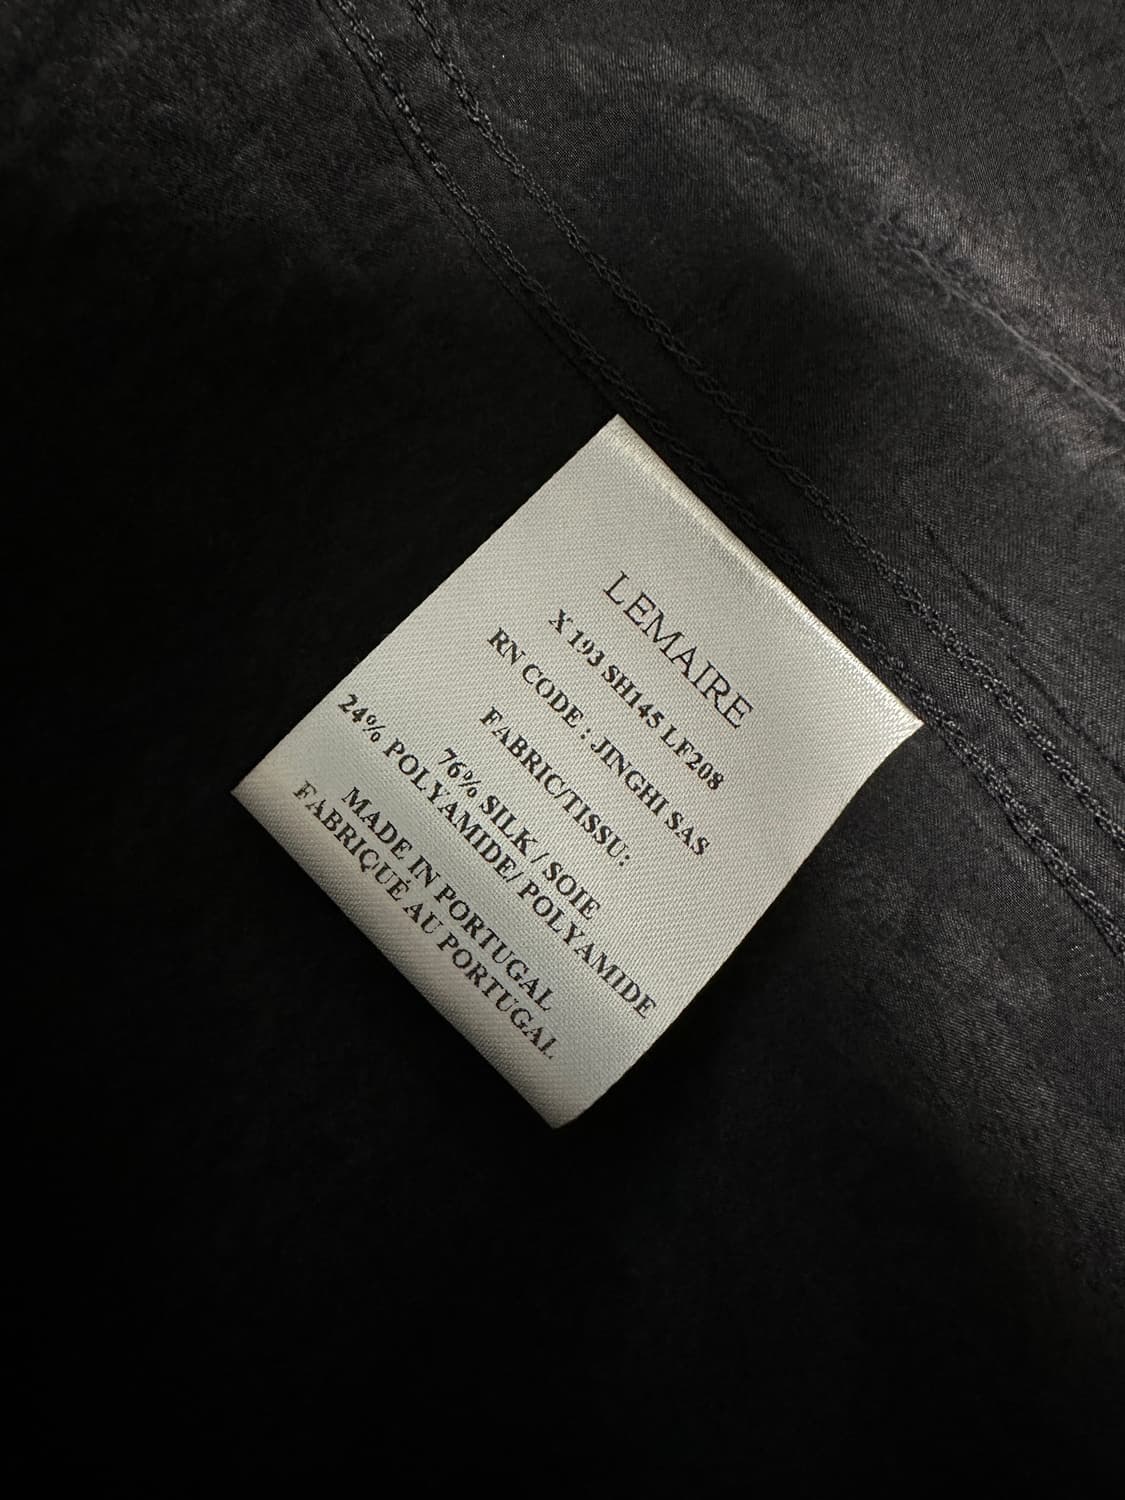 LEMAIRE
X 193 SH145 LF208
RN CODE : JINGHI SAS
FABRIC/TISSU:
76% SILK / SOIE
24% POLYAMIDE/ POLYAMIDE
MADE IN PORTUGAL
FABRIQUÉ AU PORTUGAL